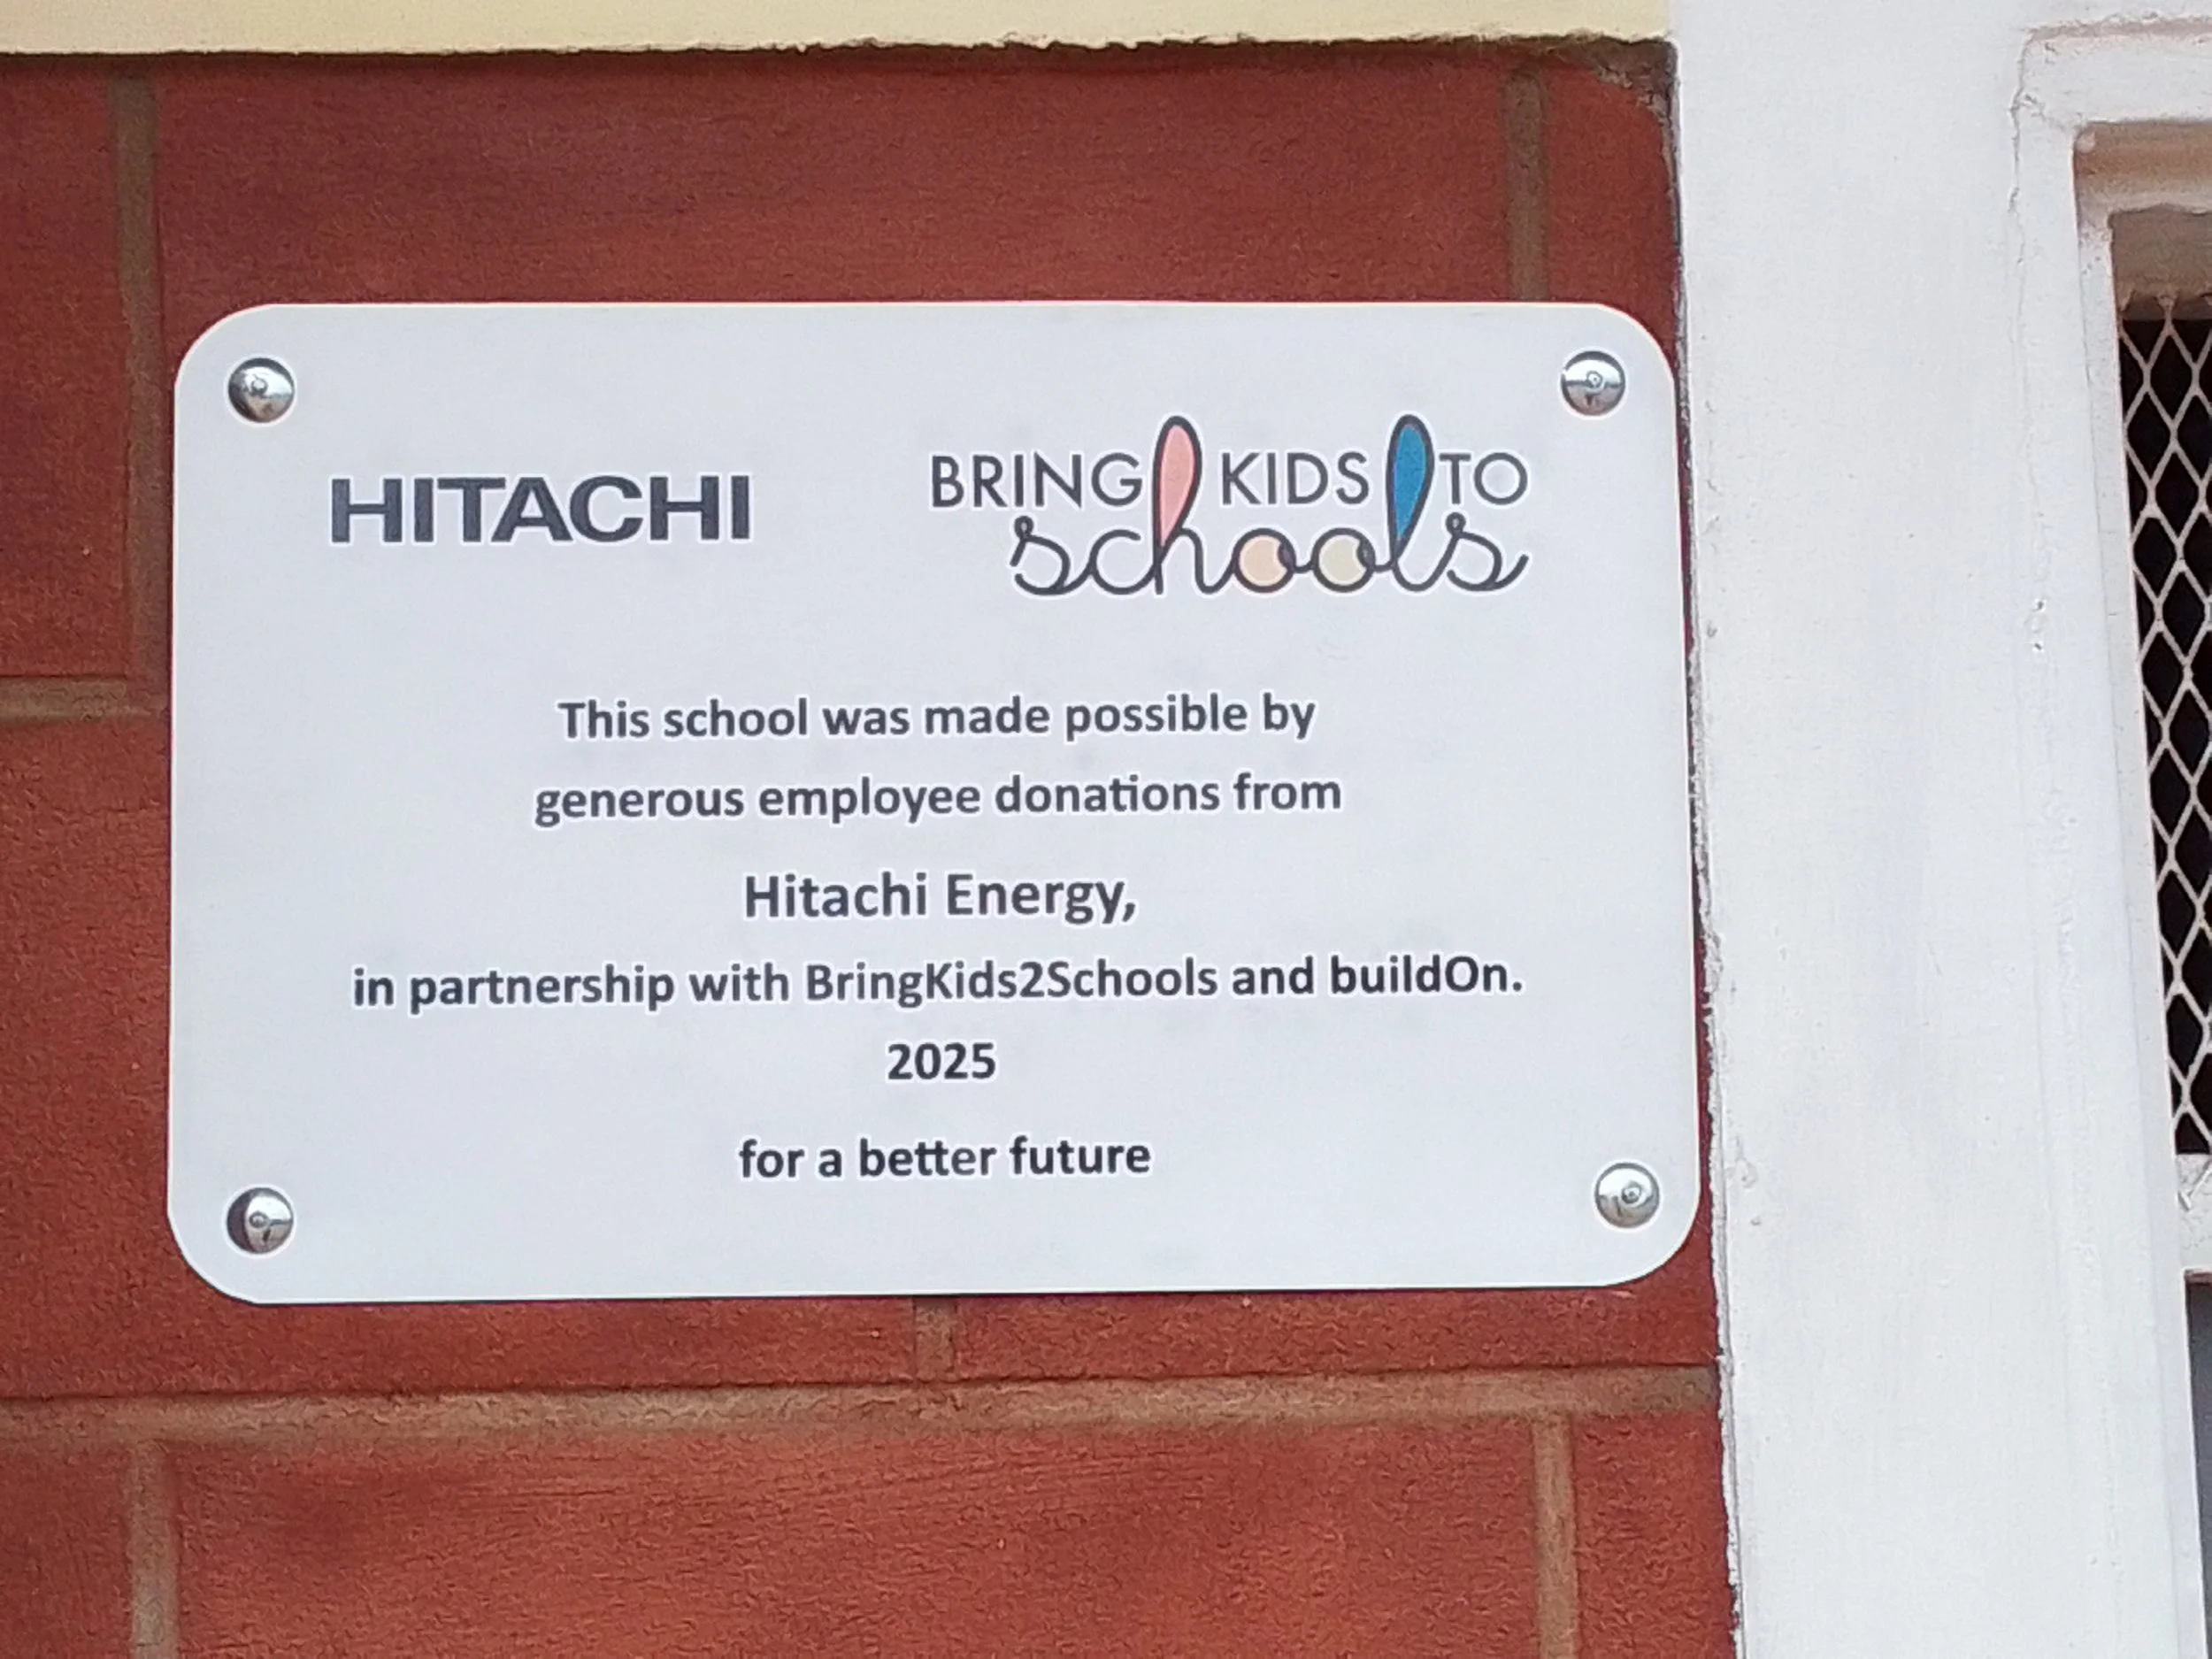 HITACHI
BRING KIDS TO
schools
This school was made possible by
generous employee donations from
Hitachi Energy,
in partnership with BringKids2Schools and buildOn.
2025
for a better future